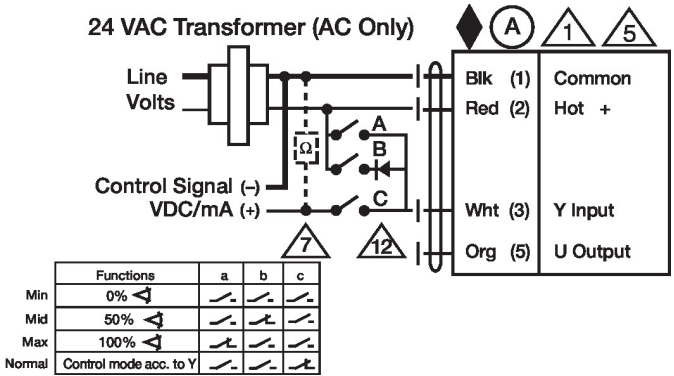 24 VAC Transformer (AC Only)
A
1
5
Line
Volts
Blk (1) Common
Red (2) Hot +
A
Ω
B
Control Signal (–)
C
VDC/mA (+)
Wht (3) Y Input
7
12
Org (5) U Output
Functions a b c
Min 0%
Mid 50%
Max 100%
Normal Control mode acc. to Y